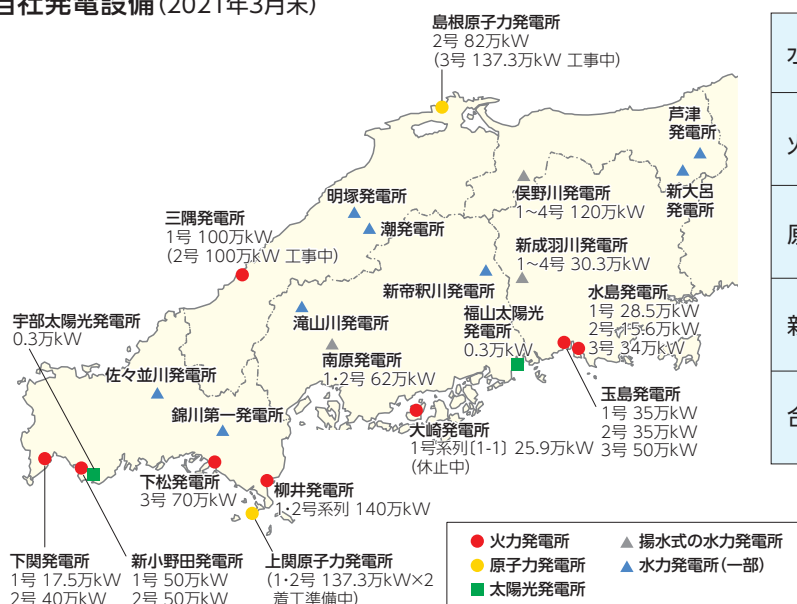 自社発電設備(2021年3月末)
島根原子力発電所
2号 82万kW
(3号 137.3万kW 工事中)
芦津
発電所
新大呂
発電所
俣野川発電所
1~4号 120万kW
明塚発電所
潮発電所
三隅発電所
1号 100万kW
(2号 100万kW 工事中)
新成羽川発電所
1~4号 30.3万kW
新帝釈川発電所
水島発電所
1号 28.5万kW
2号 15.6万kW
3号 34万kW
福山太陽光
発電所
0.3万kW
滝山川発電所
宇部太陽光発電所
0.3万kW
南原発電所
1・2号 62万kW
佐々並川発電所
玉島発電所
1号 35万kW
2号 35万kW
3号 50万kW
錦川第一発電所
大崎発電所
1号系列〔1-1〕 25.9万kW
(休止中)
下松発電所
3号 70万kW
柳井発電所
1・2号系列 140万kW
下関発電所
1号 17.5万kW
2号 40万kW
新小野田発電所
1号 50万kW
2号 50万kW
上関原子力発電所
(1・2号 137.3万kW×2
着工準備中)
火力発電所
原子力発電所
太陽光発電所
揚水式の水力発電所
水力発電所(一部)
水
火
原
新
合